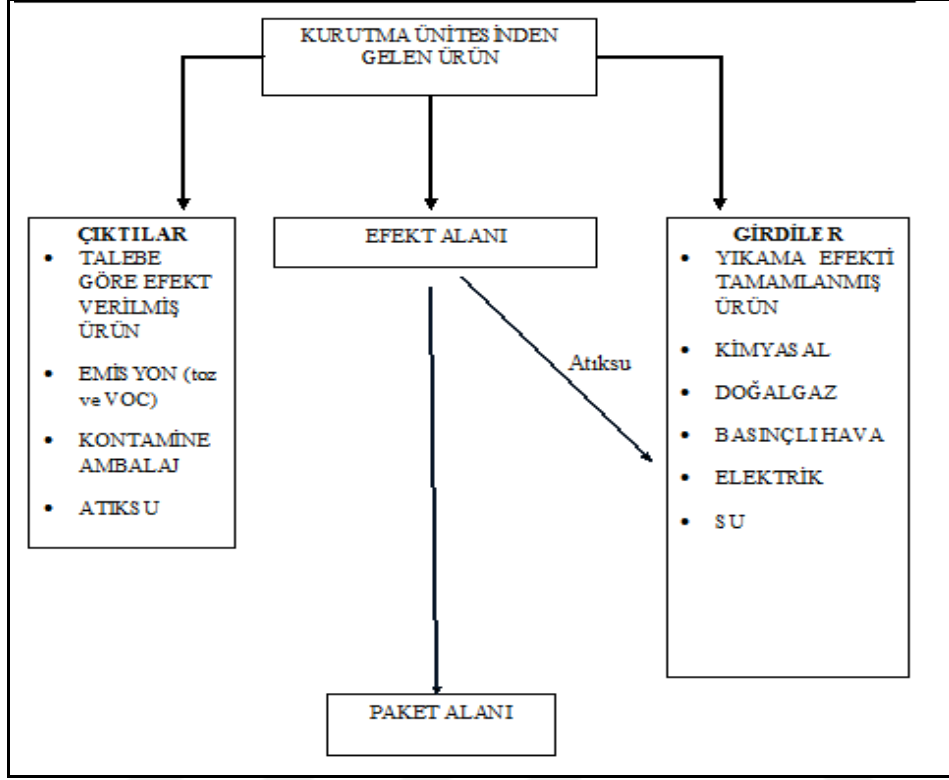 KURUTMA ÜNİTESİNDEN
GELEN ÜRÜN
ÇIKTILAR
• TALEBE
GÖRE EFEKT
VERİLMİŞ
ÜRÜN
• EMİSYON (toz
ve VOC)
• KONTAMİNE
AMBALAJ
• ATIKSU
EFEKT ALANI
Atıksu
GİRDİLER
• YIKAMA EFEKTİ
TAMAMLANMIŞ
ÜRÜN
• KİMYASAL
• DOĞALGAZ
• BASINÇLI HAVA
• ELEKTRİK
• SU
PAKET ALANI